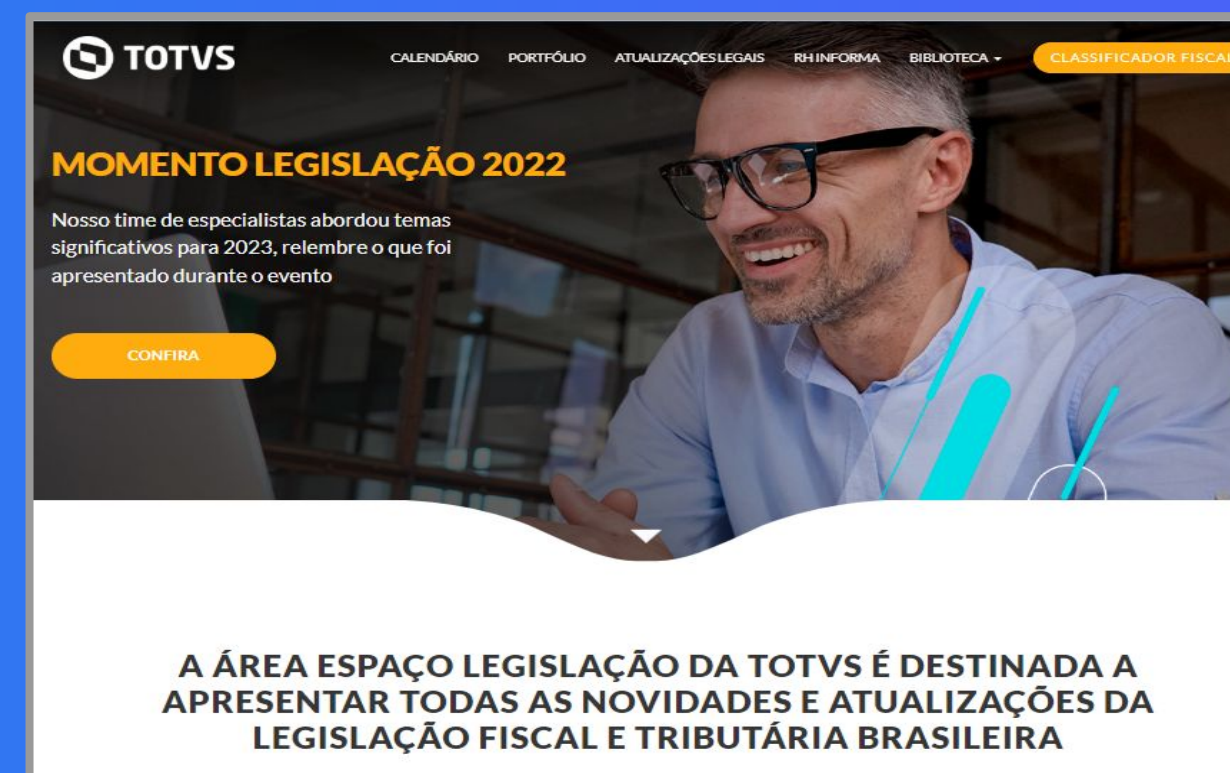 TOTVS
CALENDÁRIO PORTFÓLIO ATUALIZAÇÕES LEGAIS RH INFORMA BIBLIOTECA CLASSIFICADOR FISCAL
MOMENTO LEGISLAÇÃO 2022
Nosso time de especialistas abordou temas
significativos para 2023, relembre o que foi
apresentado durante o evento
CONFIRA
A ÁREA ESPAÇO LEGISLAÇÃO DA TOTVS É DESTINADA A
APRESENTAR TODAS AS NOVIDADES E ATUALIZAÇÕES DA
LEGISLAÇÃO FISCAL E TRIBUTÁRIA BRASILEIRA